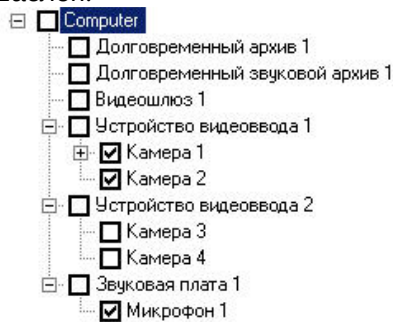 Computer
Долговременный архив 1
Долговременный звуковой архив 1
Видеошлюз 1
Устройство видеоввода 1
Камера 1
Камера 2
Устройство видеоввода 2
Камера 3
Камера 4
Звуковая плата 1
Микрофон 1